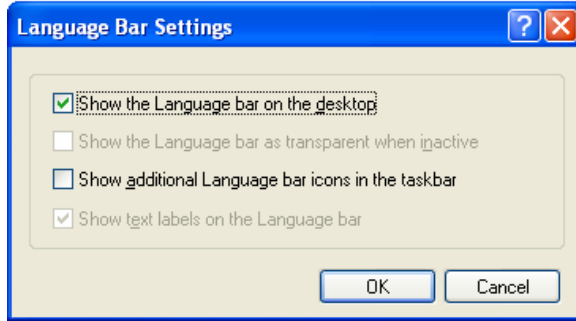 Language Bar Settings
Show the Language bar on the desktop
Show the Language bar as transparent when inactive
Show additional Language bar icons in the taskbar
Show text labels on the Language bar
OK Cancel